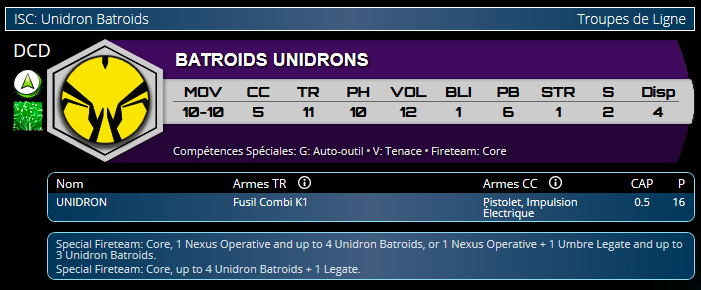 ISC: Unidron Batroids Troupes de Ligne
DCD
BATROIDS UNIDRONS
MOV CC TR PH VOL BLI PB STR S Disp
10-10 5 11 10 12 1 6 1 2 4
Compétences Spéciales: G: Auto-outil • V: Tenace • Fireteam: Core
Nom Armes TR Armes CC CAP P
UNIDRON Fusil Combi K1 Pistolet, Impulsion 0.5 16
Électrique
Special Fireteam: Core, 1 Nexus Operative and up to 4 Unidron Batroids, or 1 Nexus Operative + 1 Umbre Legate and up to
3 Unidron Batroids.
Special Fireteam: Core, up to 4 Unidron Batroids + 1 Legate.